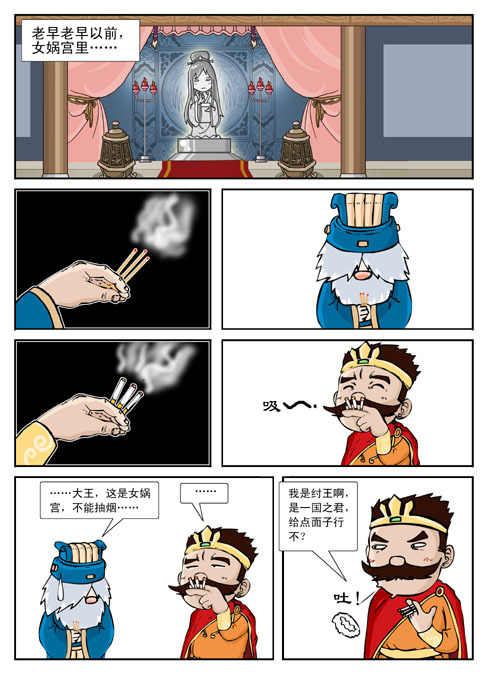 老早老早以前，
女娲宫里……
吸～.
……大王，这是女娲
宫，不能抽烟……
……
我是纣王啊，
是一国之君，
给点面子行
不？
吐！